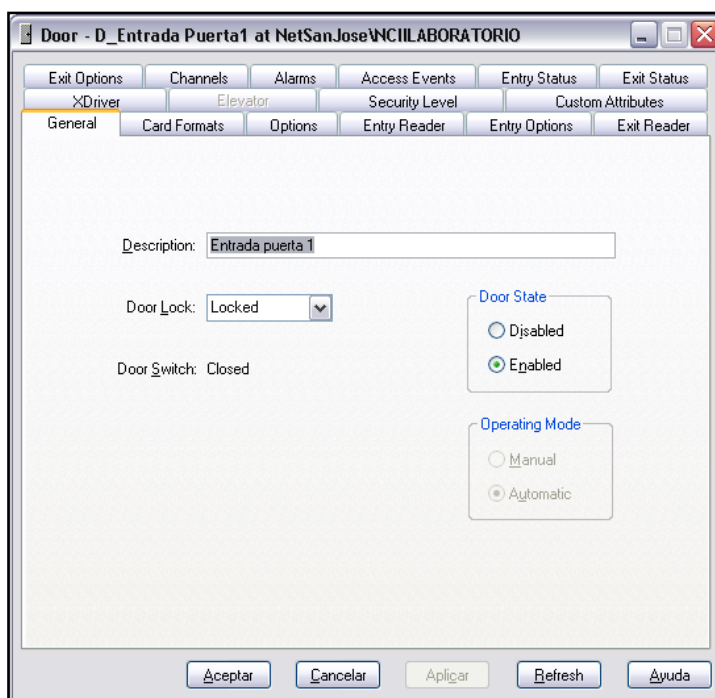 Door - D_Entrada Puerta1 at NetSanJose\NCIILABORATORIO
Exit Options Channels Alarms Access Events Entry Status Exit Status
XDriver Elevator Security Level Custom Attributes
General Card Formats Options Entry Reader Entry Options Exit Reader
Description: Entrada puerta 1
Door Lock: Locked
Door Switch: Closed
Door State
Disabled
Enabled
Operating Mode
Manual
Automatic
Aceptar Cancelar Aplicar Refresh Ayuda